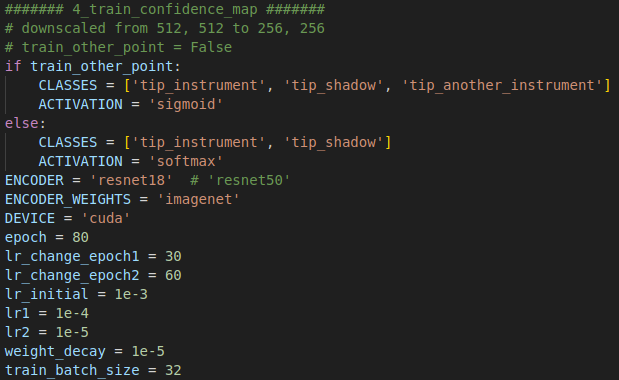 ####### 4_train_confidence_map #######
# downscaled from 512, 512 to 256, 256
# train_other_point = False
if train_other_point:
    CLASSES = ['tip_instrument', 'tip_shadow', 'tip_another_instrument']
    ACTIVATION = 'sigmoid'
else:
    CLASSES = ['tip_instrument', 'tip_shadow']
    ACTIVATION = 'softmax'
ENCODER = 'resnet18'  # 'resnet50'
ENCODER_WEIGHTS = 'imagenet'
DEVICE = 'cuda'
epoch = 80
lr_change_epoch1 = 30
lr_change_epoch2 = 60
lr_initial = 1e-3
lr1 = 1e-4
lr2 = 1e-5
weight_decay = 1e-5
train_batch_size = 32